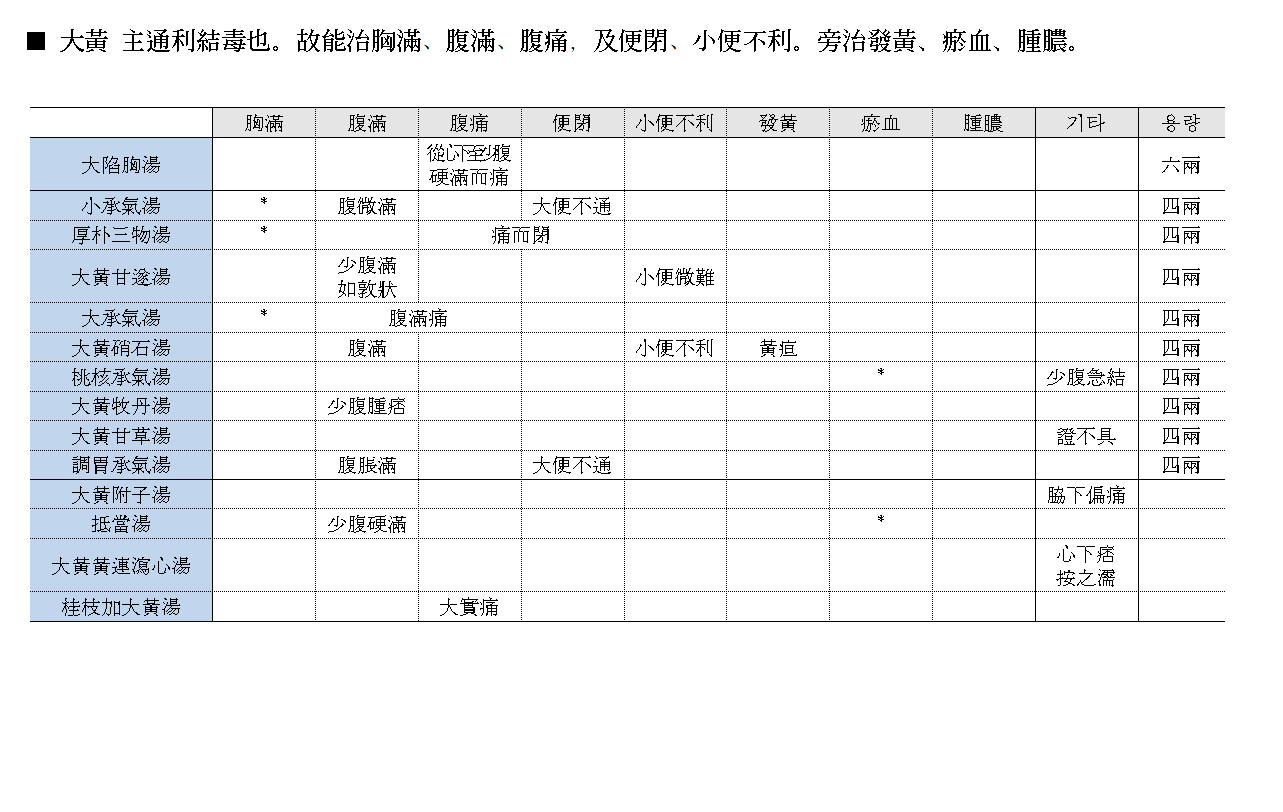 ■ 大黃 主通利結毒也。故能治胸滿、腹滿、腹痛, 及便閉、小便不利。旁治發黃、瘀血、腫膿。
胸滿 腹滿 腹痛 便閉 小便不利 發黃 瘀血 腫膿 기타 용량
大陷胸湯 從心下至少腹 六兩
硬滿而痛
小承氣湯 * 腹微滿 大便不通 四兩
厚朴三物湯 * 痛而閉 四兩
大黃甘遂湯 少腹滿 小便微難 四兩
如敦狀
大承氣湯 * 腹滿痛 四兩
大黃硝石湯 腹滿 小便不利 黃疸 四兩
桃核承氣湯 * 少腹急結 四兩
大黃牧丹湯 少腹腫痞 四兩
大黃甘草湯 證不具 四兩
調胃承氣湯 腹脹滿 大便不通 四兩
大黃附子湯 脇下偏痛
抵當湯 少腹硬滿 *
大黃黃連瀉心湯 心下痞
按之濡
桂枝加大黃湯 大實痛